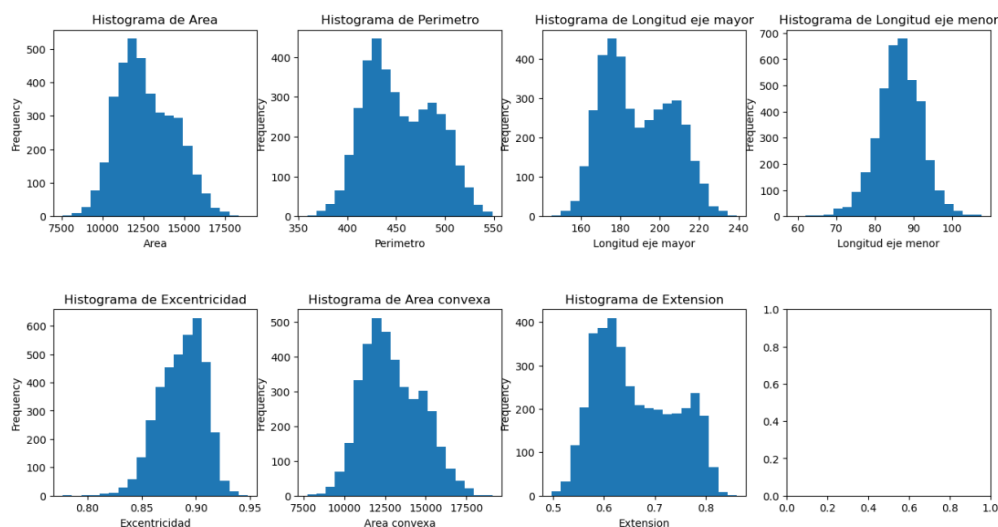 Histograma de Area
Histograma de Perimetro
Histograma de Longitud eje mayor
Histograma de Longitud eje menor
Frequency
500
400
300
200
100
0
7500 10000 12500 15000 17500
Area
Frequency
400
300
200
100
0
350 400 450 500 550
Perimetro
Frequency
400
300
200
100
0
160 180 200 220 240
Longitud eje mayor
Frequency
700
600
500
400
300
200
100
0
60 70 80 90 100
Longitud eje menor
Histograma de Excentricidad
Histograma de Area convexa
Histograma de Extension
Frequency
600
500
400
300
200
100
0
0.80 0.85 0.90 0.95
Excentricidad
Frequency
500
400
300
200
100
0
7500 10000 12500 15000 17500
Area convexa
Frequency
400
300
200
100
0
0.5 0.6 0.7 0.8
Extension
1.0
0.8
0.6
0.4
0.2
0.0
0.0 0.2 0.4 0.6 0.8 1.0